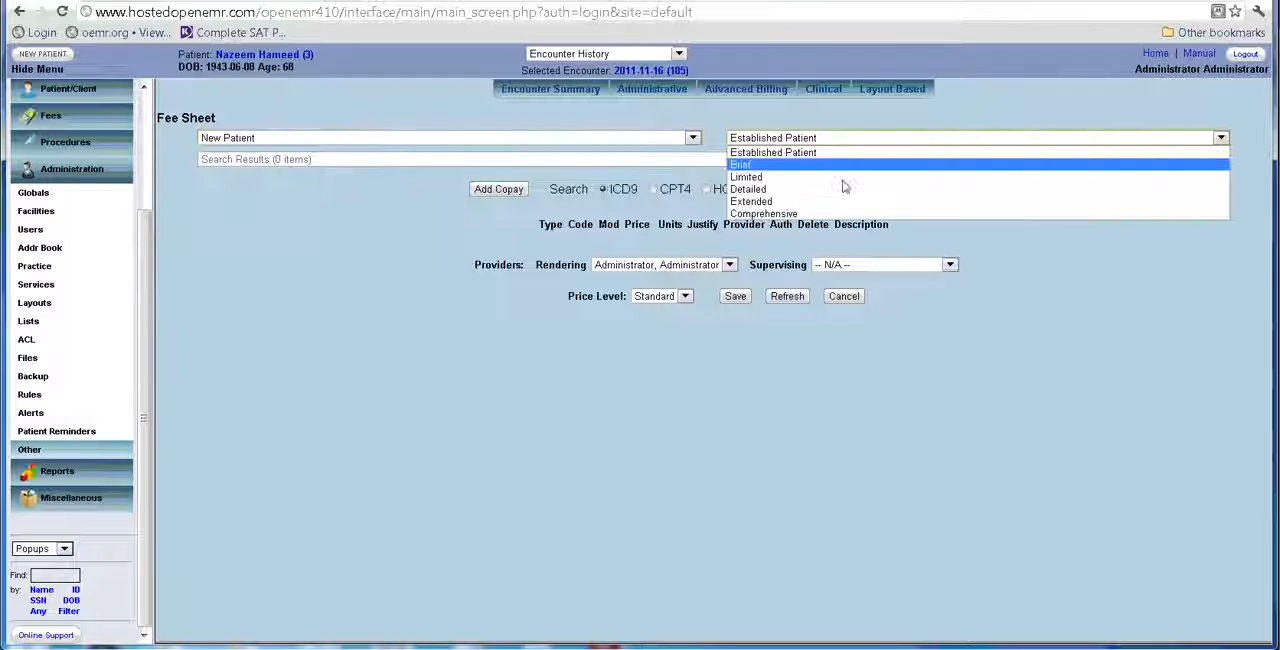 www.hostedopenemr.com/openemr410/interface/main/main_screen.php?auth=login&site=default
Login oemr.org • View... Complete SAT P... Other bookmarks
NEW PATIENT Patient: Nazeem Hameed (3) Encounter History Home | Manual Logout
Hide Menu DOB: 1943-06-08 Age: 68 Selected Encounter: 2011-11-16 (185) Administrator Administrator
Patient/Client
Fees
Procedures
Administration
Globals
Facilities
Users
Addr Book
Practice
Services
Layouts
Lists
ACL
Files
Backup
Rules
Alerts
Patient Reminders
Other
Reports
Miscellaneous
Popups
Find:
by: Name ID
SSN DOB
Any Filter
Online Support
Encounter Summary Administrative Advanced Billing Clinical Layout Based
Fee Sheet
New Patient Established Patient
Search Results (0 items)
Established Patient
Brief
Limited
Detailed
Extended
Comprehensive
Add Copay Search ICD9 CPT4
Type Code Mod Price Units Justify Provider Auth Delete Description
Providers: Rendering Administrator, Administrator Supervising -- N/A --
Price Level: Standard Save Refresh Cancel